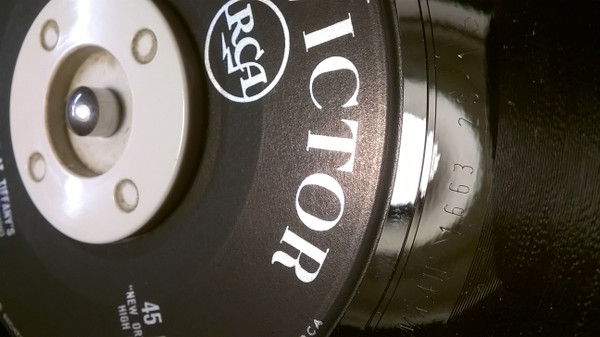 RCA
ICTOR
45
"NEW OR
HIGH
TIFFANY'S
RCA
1663